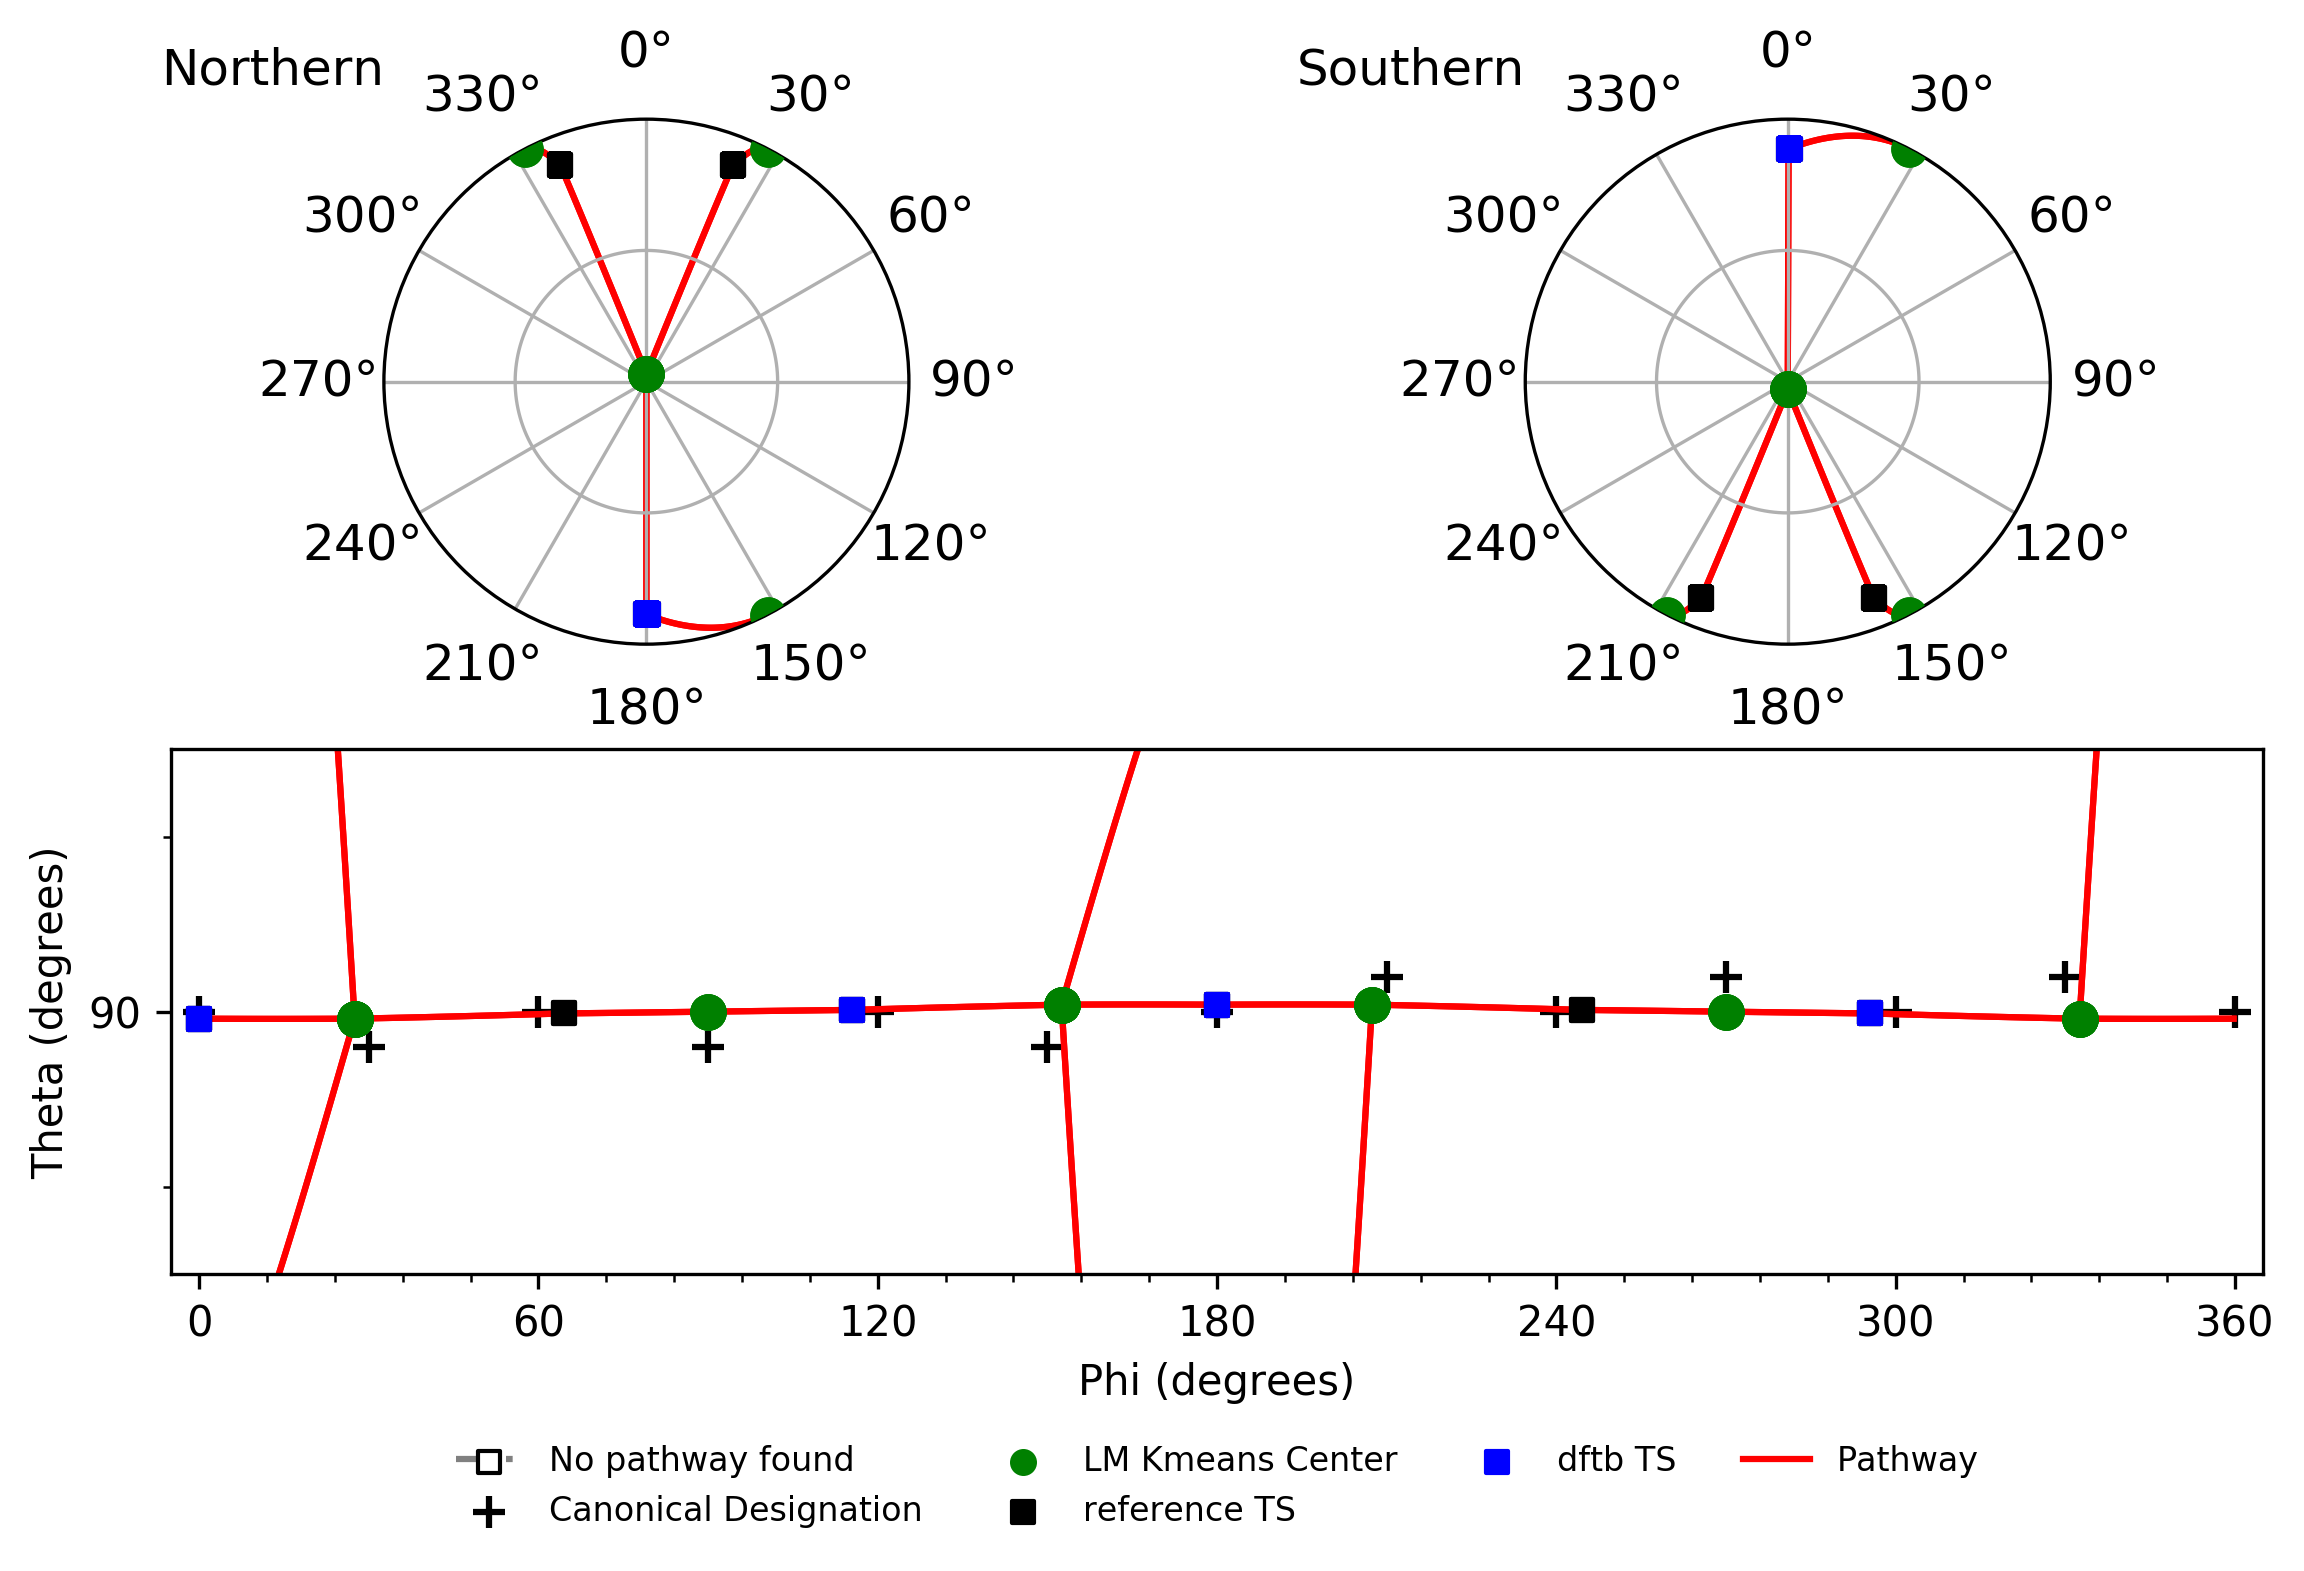 Northern
0°
330°
30°
300°
60°
270°
90°
240°
120°
210°
150°
180°
Southern
0°
330°
30°
300°
60°
270°
90°
240°
120°
210°
150°
180°
Theta (degrees)
90
0 60 120 180 240 300 360
Phi (degrees)
No pathway found
Canonical Designation
LM Kmeans Center
reference TS
dftb TS
Pathway